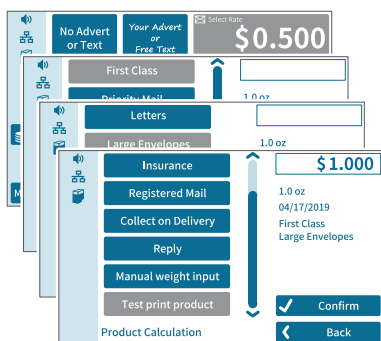 No Advert
or Text
Your Advert
or
Free Text
Select Rate
$0.500
First Class
Priority Mail
1.0 oz
Letters
Large Envelopes
1.0 oz
Insurance
$1.000
Registered Mail
1.0 oz
04/17/2019
Collect on Delivery
First Class
Large Envelopes
Reply
Manual weight input
Test print product
Confirm
Product Calculation
Back
M